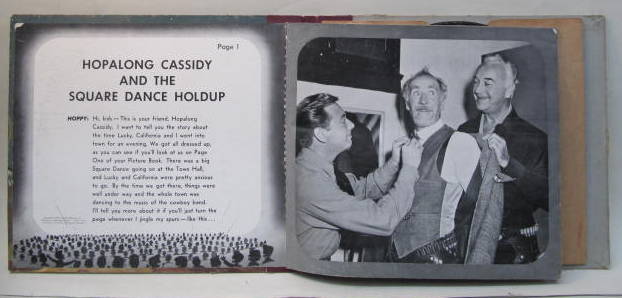 Page 1
HOPALONG CASSIDY
AND THE
SQUARE DANCE HOLDUP
HOPPY: Hi, kids—This is your friend, Hopalong
Cassidy. I want to tell you the story about
the time Lucky, California and I went into
town for an evening. We got all dressed up,
as you can see if you'll look at us on Page
One of your Picture Book. There was a big
Square Dance going on at the Town Hall,
and Lucky and California were pretty anxious
to go. By the time we got there, things were
well under way and the whole town was
dancing to the music of the cowboy band.
I'll tell you more about it if you'll just turn the
page whenever I jingle my spurs—like this...